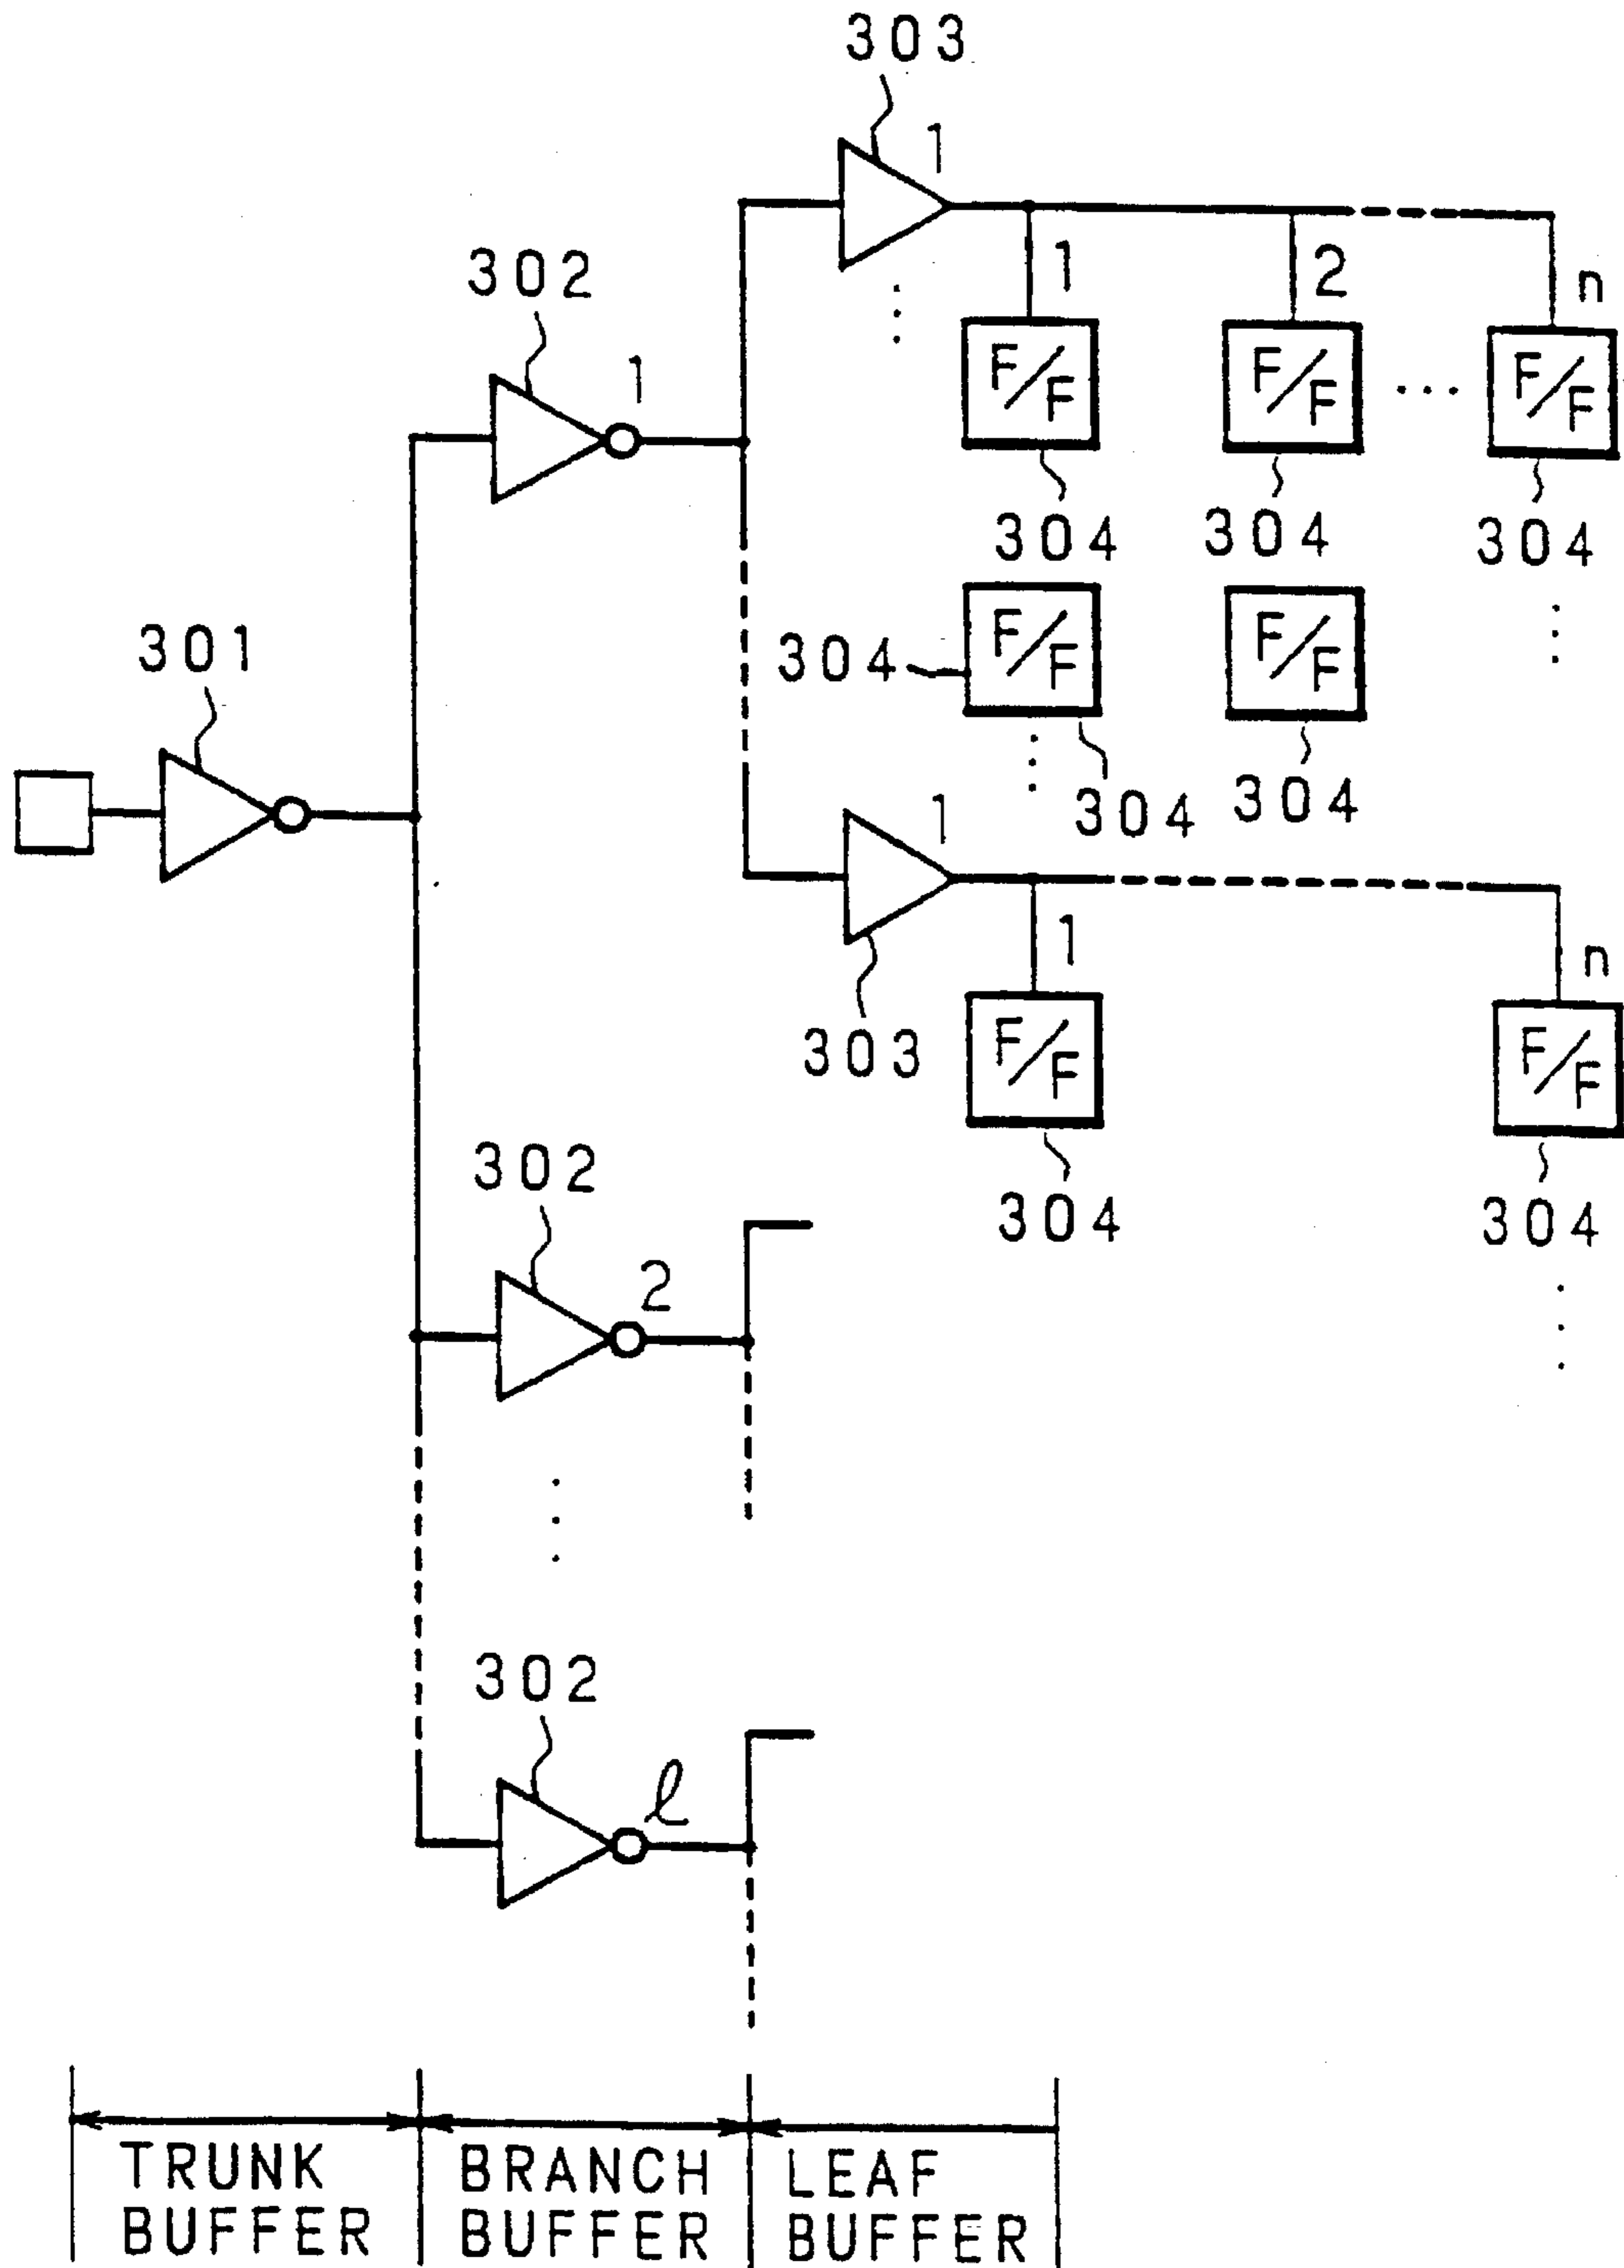 303
1
302
1
2
n
1
F/F
F/F
...
F/F
304
304
304
301
304
F/F
F/F
304
304
1
303
1
n
F/F
F/F
302
304
304
2
302
ℓ
TRUNK BUFFER
BRANCH BUFFER
LEAF BUFFER